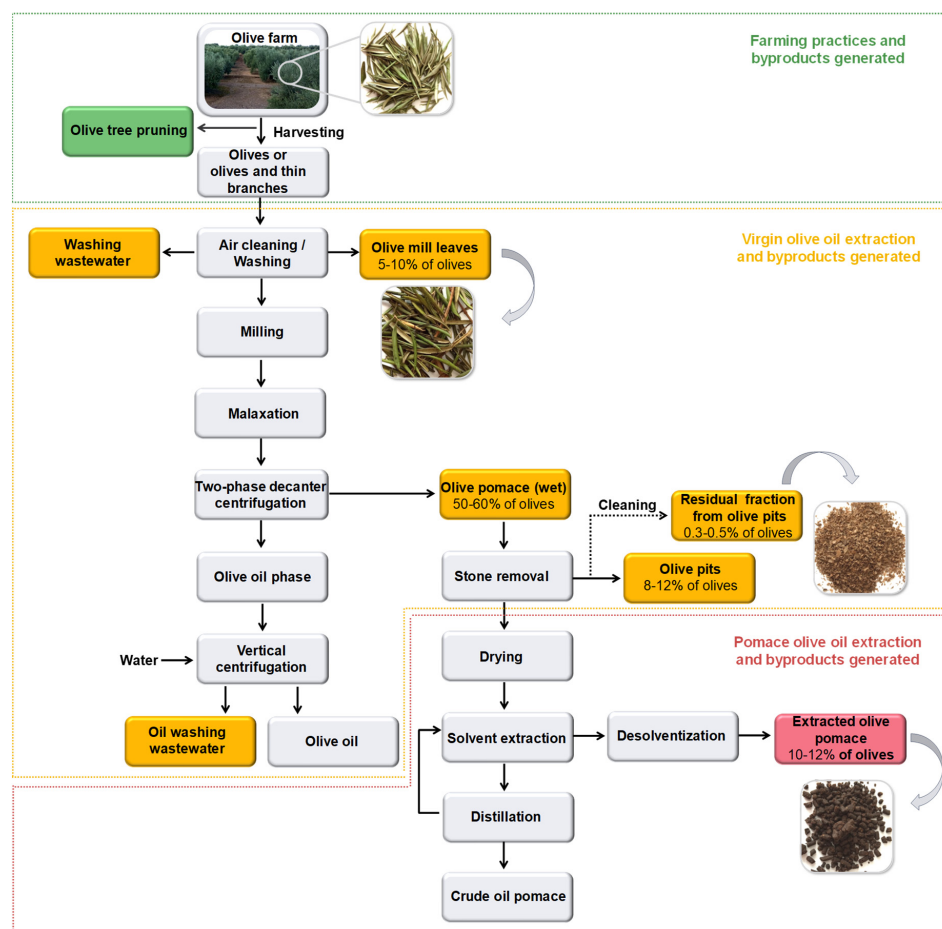 Olive farm
Farming practices and
byproducts generated
Olive tree pruning
Harvesting
Olives or
olives and thin
branches
Washing
wastewater
Air cleaning /
Washing
Olive mill leaves
5-10% of olives
Virgin olive oil extraction
and byproducts generated
Milling
Malaxation
Two-phase decanter
centrifugation
Olive pomace (wet)
50-60% of olives
Cleaning
Residual fraction
from olive pits
0.3-0.5% of olives
Olive oil phase
Stone removal
Olive pits
8-12% of olives
Water
Vertical
centrifugation
Drying
Pomace olive oil extraction
and byproducts generated
Oil washing
wastewater
Olive oil
Solvent extraction
Desolventization
Extracted olive
pomace
10-12% of olives
Distillation
Crude oil pomace